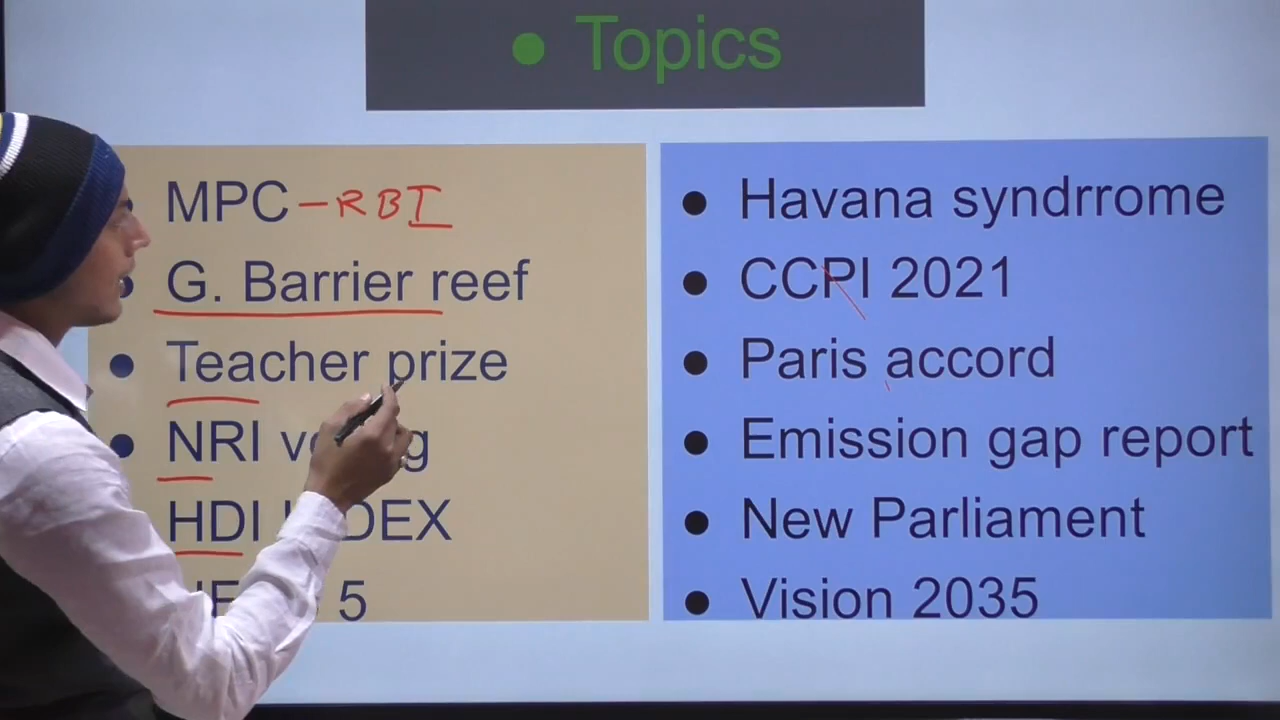 • Topics
MPC - RBI
G. Barrier reef
• Teacher prize
• NRI
HDI
5
• Havana syndrrome
• CCPI 2021
• Paris accord
• Emission gap report
• New Parliament
• Vision 2035